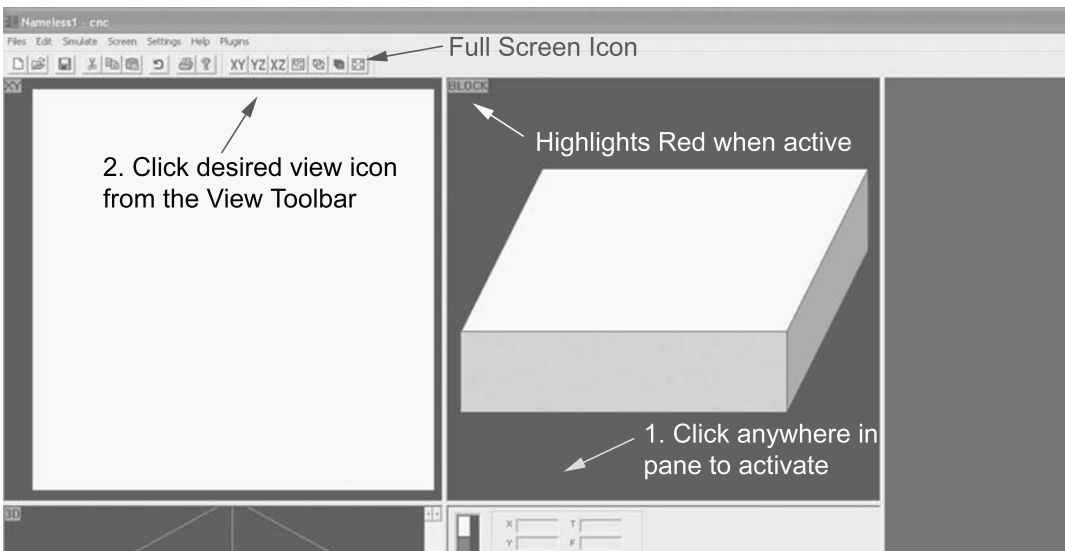 Nameless1 - cnc
Files Edit Simulate Screen Settings Help Plugins
Full Screen Icon
XY YZ XZ
XY
BLOCK
Highlights Red when active
2. Click desired view icon
from the View Toolbar
1. Click anywhere in
pane to activate
3D
X T
Y F